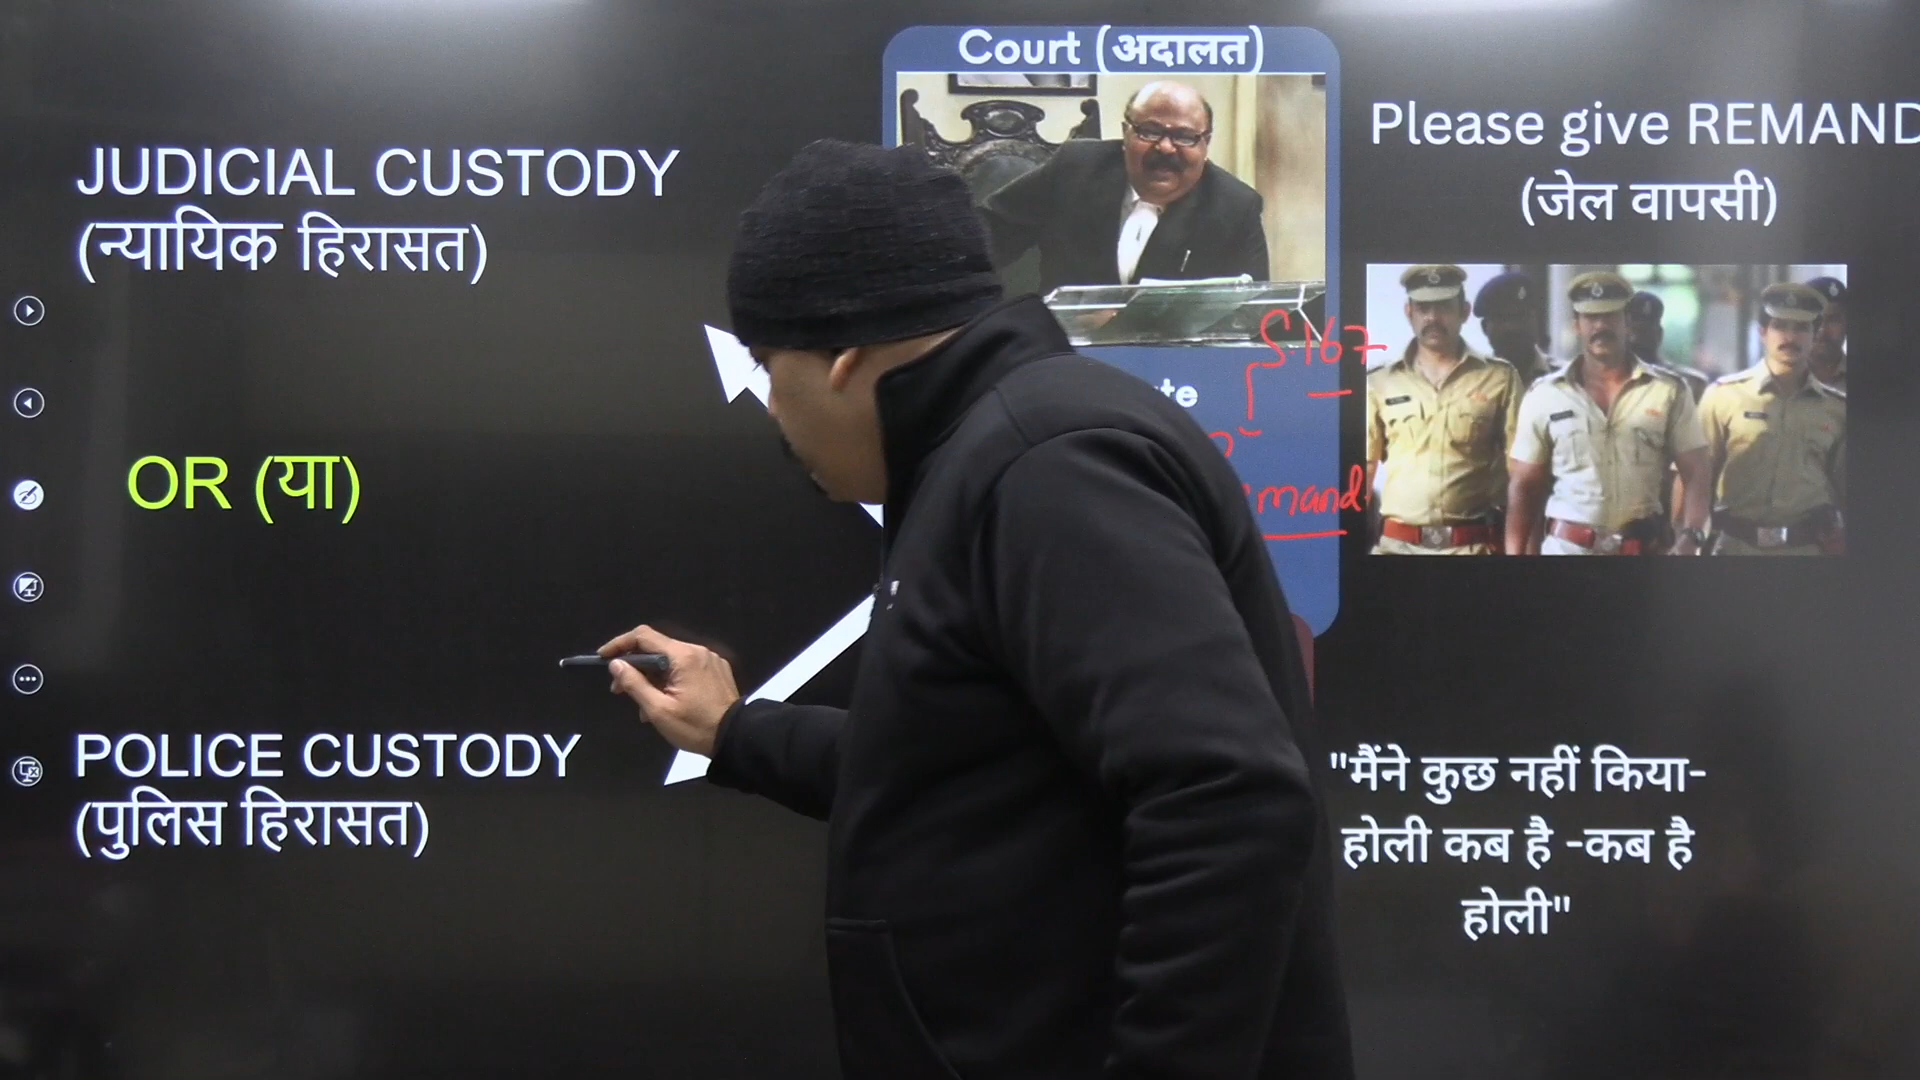 Court (अदालत)
JUDICIAL CUSTODY
(न्यायिक हिरासत)
OR (या)
POLICE CUSTODY
(पुलिस हिरासत)
S.167
Please give REMAND
(जेल वापसी)
"मैंने कुछ नहीं किया-
होली कब है -कब है
होली"